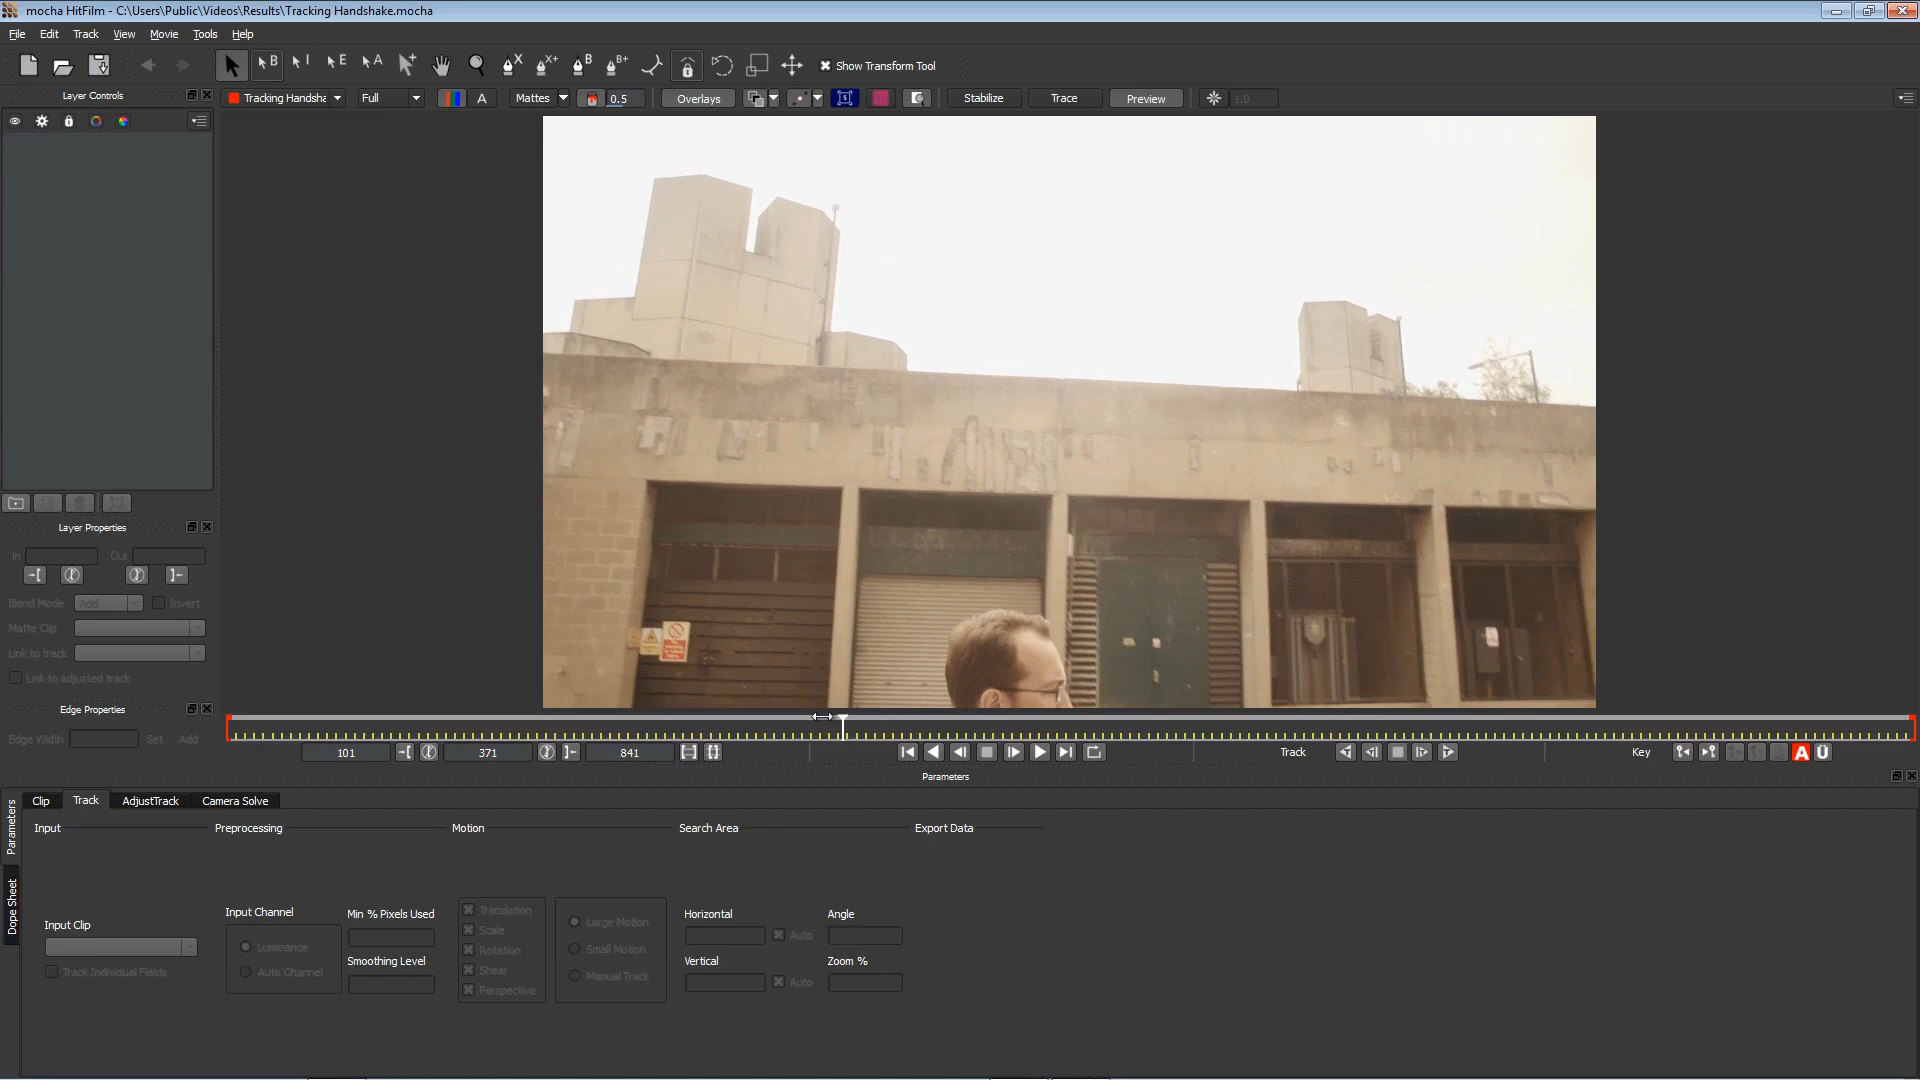 mocha HitFilm - C:\Users\Public\Videos\Results\Tracking Handshake.mocha
File Edit Track View Movie Tools Help
B I E A X X+ B B+ Show Transform Tool
Layer Controls Tracking Handsha Full A Mattes 0.5 Overlays S Stabilize Trace Preview 1.0
Layer Properties
In Out
Blend Mode Add Invert
Matte Clip
Link to track
Link to adjusted track
Edge Properties
Edge Width Set Add
101 371 841 Track Key A Ü
Parameters
Parameters
Dope Sheet
Clip Track AdjustTrack Camera Solve
Input Preprocessing Motion Search Area Export Data
Input Clip
Track Individual Fields
Input Channel
Luminance
Auto Channel
Min % Pixels Used
Smoothing Level
Translation
Scale
Rotation
Shear
Perspective
Large Motion
Small Motion
Manual Track
Horizontal
Auto
Vertical
Auto
Angle
Zoom %